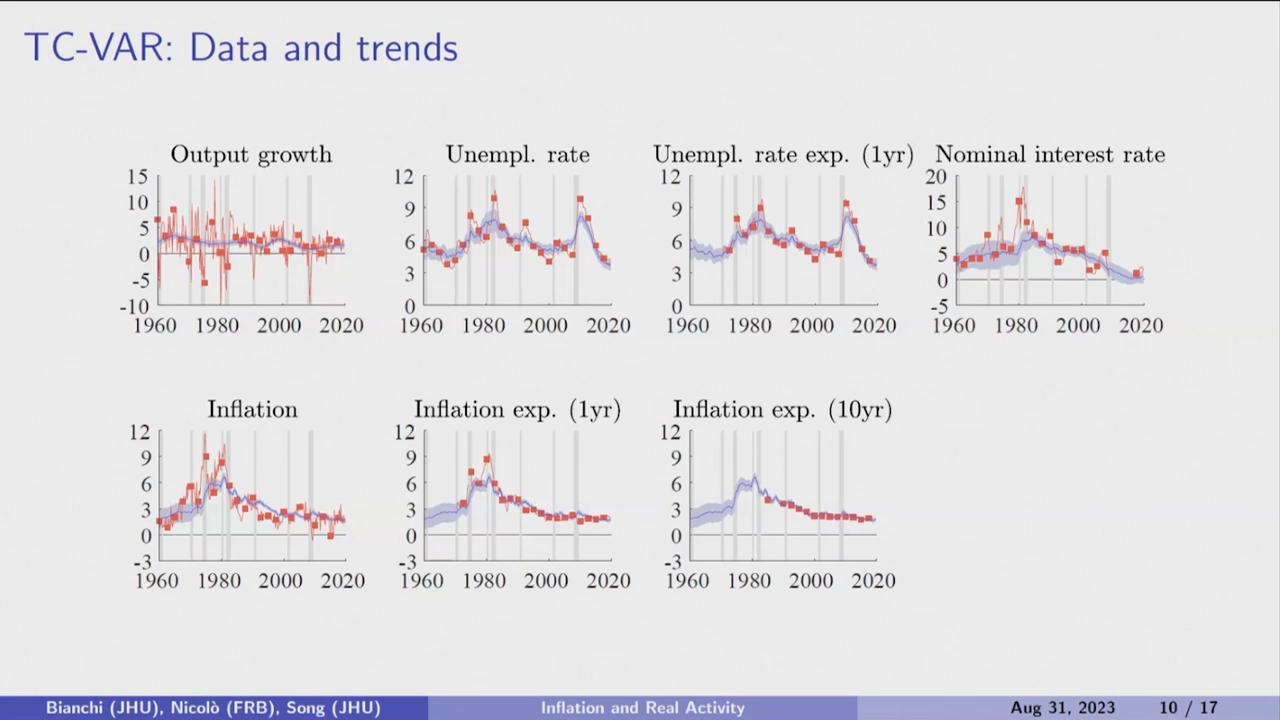 TC-VAR: Data and trends
Output growth
15
10
5
0
-5
-10
1960 1980 2000 2020
Unempl. rate
12
9
6
3
0
1960 1980 2000 2020
Unempl. rate exp. (1yr)
12
9
6
3
0
1960 1980 2000 2020
Nominal interest rate
20
15
10
5
0
-5
1960 1980 2000 2020
Inflation
12
9
6
3
0
-3
1960 1980 2000 2020
Inflation exp. (1yr)
12
9
6
3
0
-3
1960 1980 2000 2020
Inflation exp. (10yr)
12
9
6
3
0
-3
1960 1980 2000 2020
Bianchi (JHU), Nicolò (FRB), Song (JHU) Inflation and Real Activity Aug 31, 2023 10 / 17